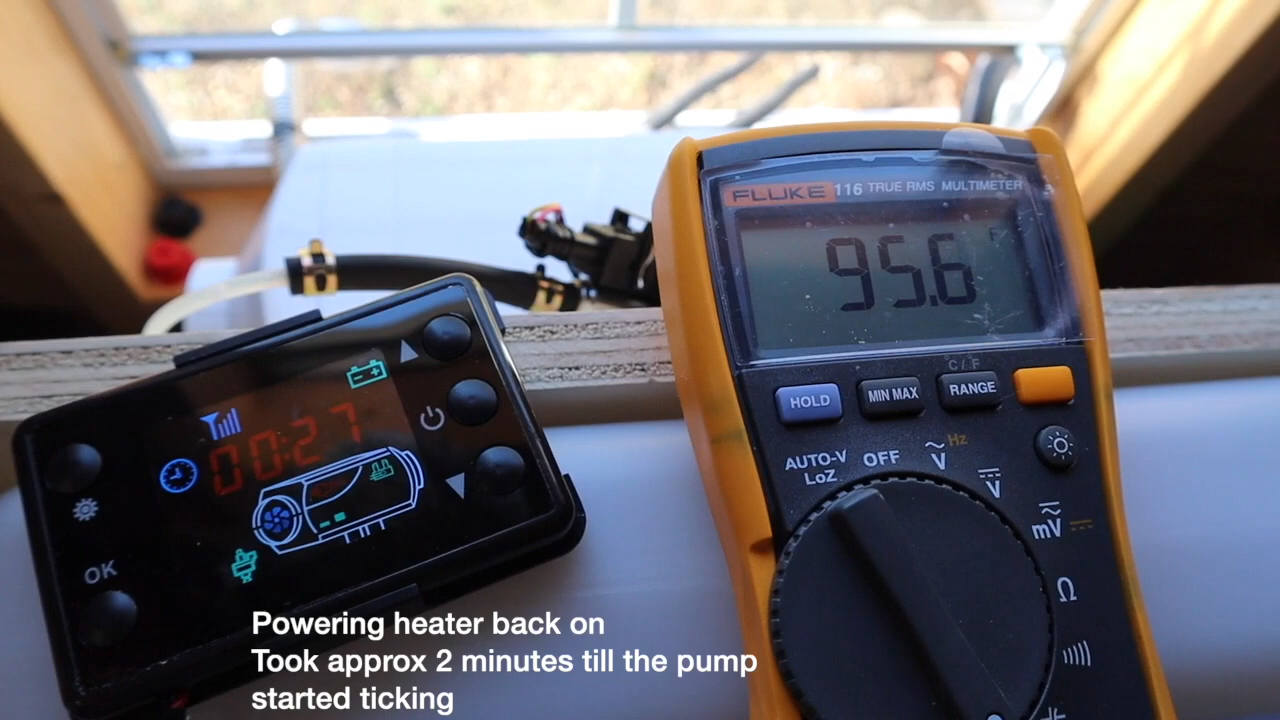 FLUKE 116 TRUE RMS MULTIMETER
95.6 F
°C / F
HOLD
MIN MAX
RANGE
AUTO-V
LoZ
OFF
V Hz
V
mV
Ω
00:27
OK
Powering heater back on
Took approx 2 minutes till the pump
started ticking